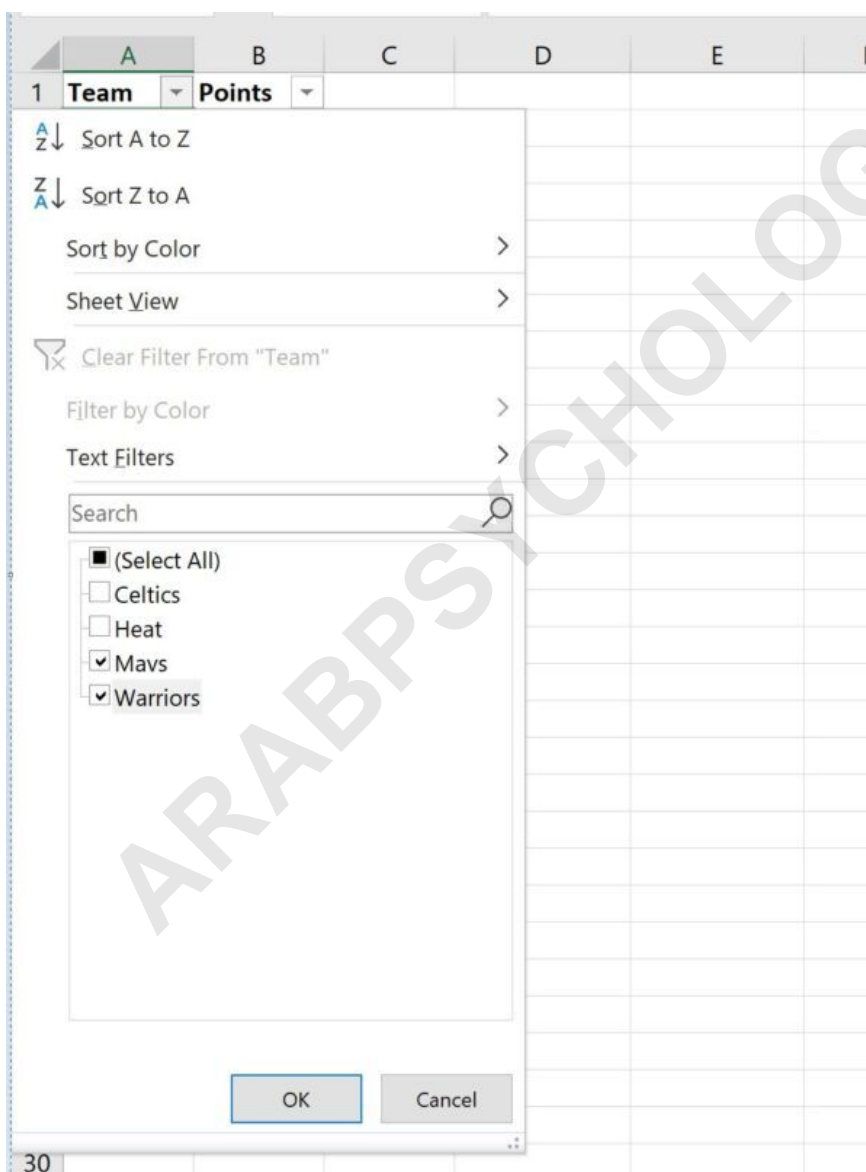 A B C D E
1 Team Points
Sort A to Z
Sort Z to A
Sort by Color
Sheet View
Clear Filter From "Team"
Filter by Color
Text Filters
Search
(Select All)
Celtics
Heat
Mavs
Warriors
OK Cancel
30
ARABPSYCHOLOG